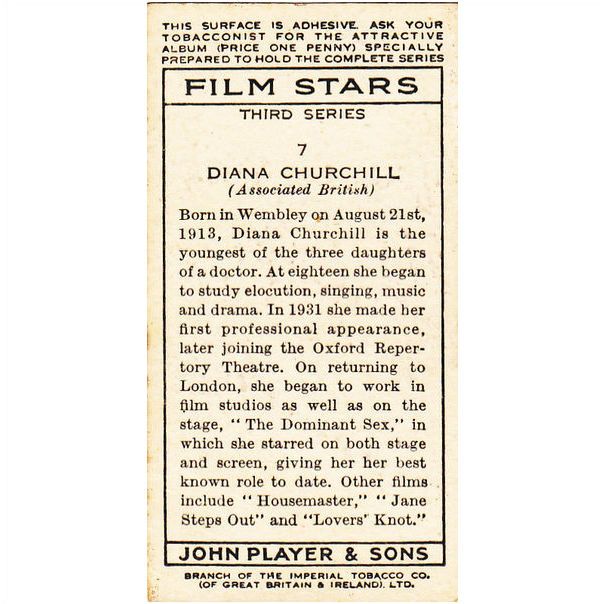 THIS SURFACE IS ADHESIVE. ASK YOUR
TOBACCONIST FOR THE ATTRACTIVE
ALBUM (PRICE ONE PENNY) SPECIALLY
PREPARED TO HOLD THE COMPLETE SERIES
FILM STARS
THIRD SERIES
7
DIANA CHURCHILL
(Associated British)
Born in Wembley on August 21st,
1913, Diana Churchill is the
youngest of the three daughters
of a doctor. At eighteen she began
to study elocution, singing, music
and drama. In 1931 she made her
first professional appearance,
later joining the Oxford Reper-
tory Theatre. On returning to
London, she began to work in
film studios as well as on the
stage, "The Dominant Sex," in
which she starred on both stage
and screen, giving her her best
known role to date. Other films
include "Housemaster," "Jane
Steps Out" and "Lovers' Knot."
JOHN PLAYER & SONS
BRANCH OF THE IMPERIAL TOBACCO CO.
(OF GREAT BRITAIN & IRELAND), LTD.